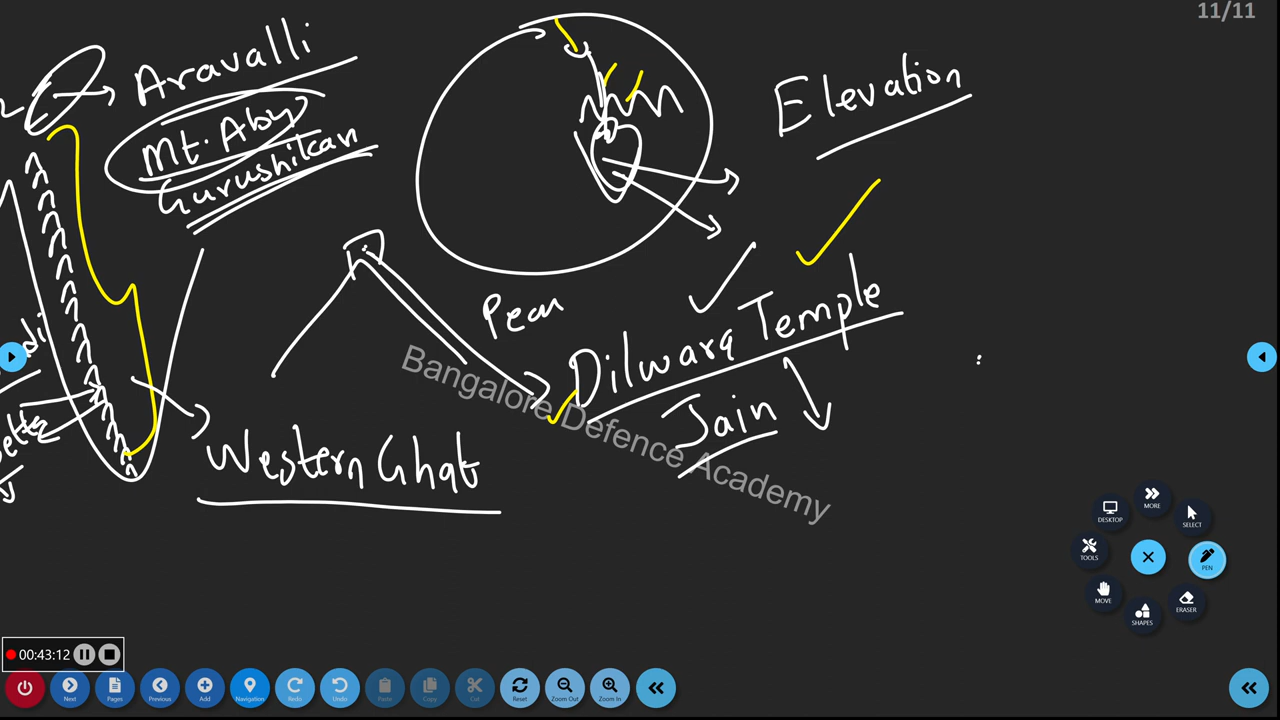 11/11
Aravalli
Mt. Abu
Gurushikar
Elevation
Peak
Dilwara Temple
Jain
Western Ghat
Bangalore Defence Academy
DESKTOP
MORE
SELECT
TOOLS
PEN
MOVE
SHAPES
ERASER
00:43:12
Next
Pages
Previous
Add
Navigation
Redo
Undo
Paste
Copy
Cut
Reset
Zoom Out
Zoom In